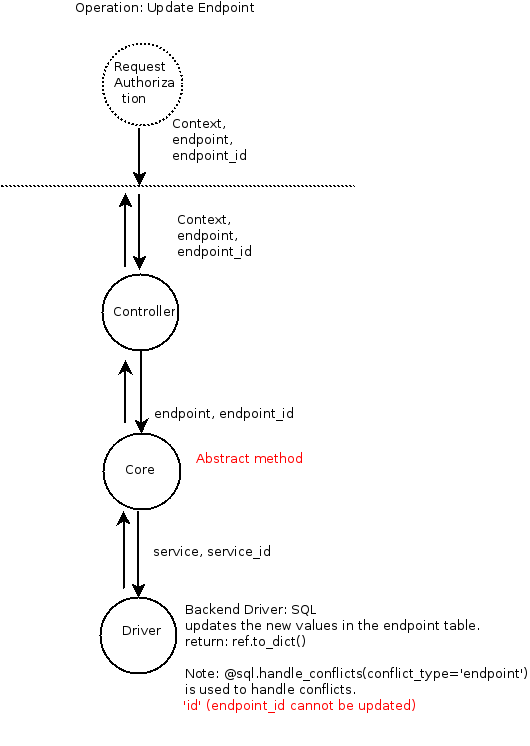 Operation: Update Endpoint
Request
Authoriza
tion
Context,
endpoint,
endpoint_id
Context,
endpoint,
endpoint_id
Controller
endpoint, endpoint_id
Abstract method
Core
service, service_id
Driver
Backend Driver: SQL
updates the new values in the endpoint table.
return: ref.to_dict()
Note: @sql.handle_conflicts(conflict_type='endpoint')
is used to handle conflicts.
'id' (endpoint_id cannot be updated)